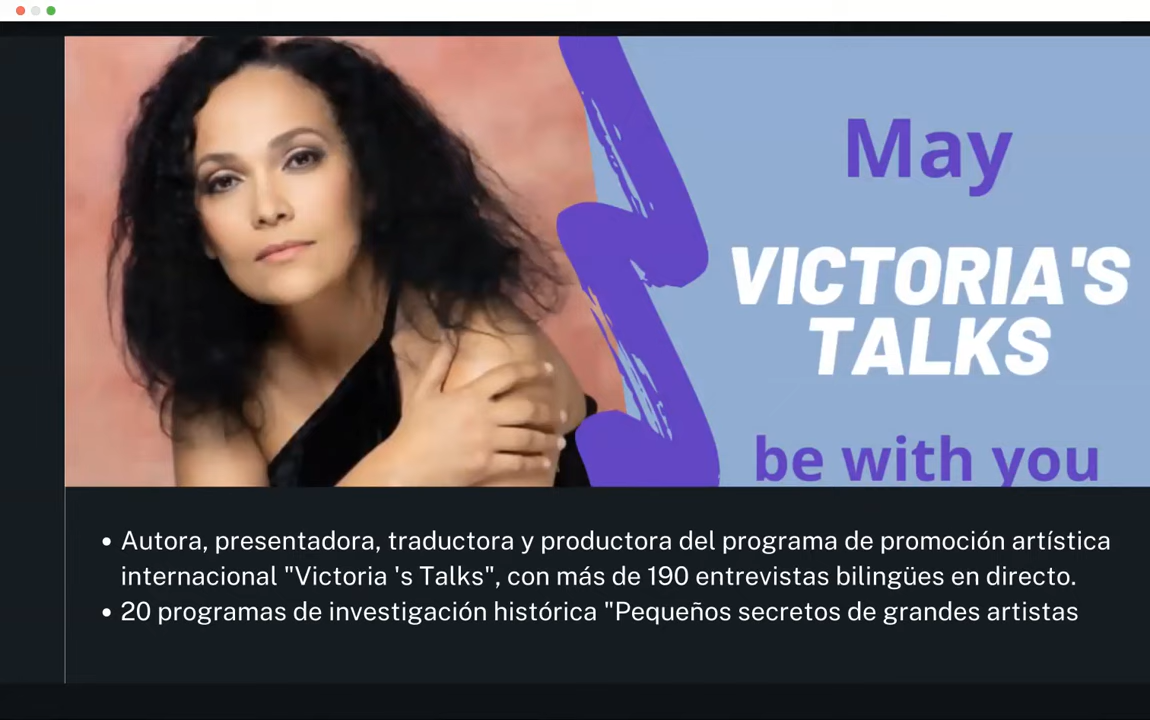 May
VICTORIA'S
TALKS
be with you
• Autora, presentadora, traductora y productora del programa de promoción artística
internacional "Victoria 's Talks", con más de 190 entrevistas bilingües en directo.
• 20 programas de investigación histórica "Pequeños secretos de grandes artistas